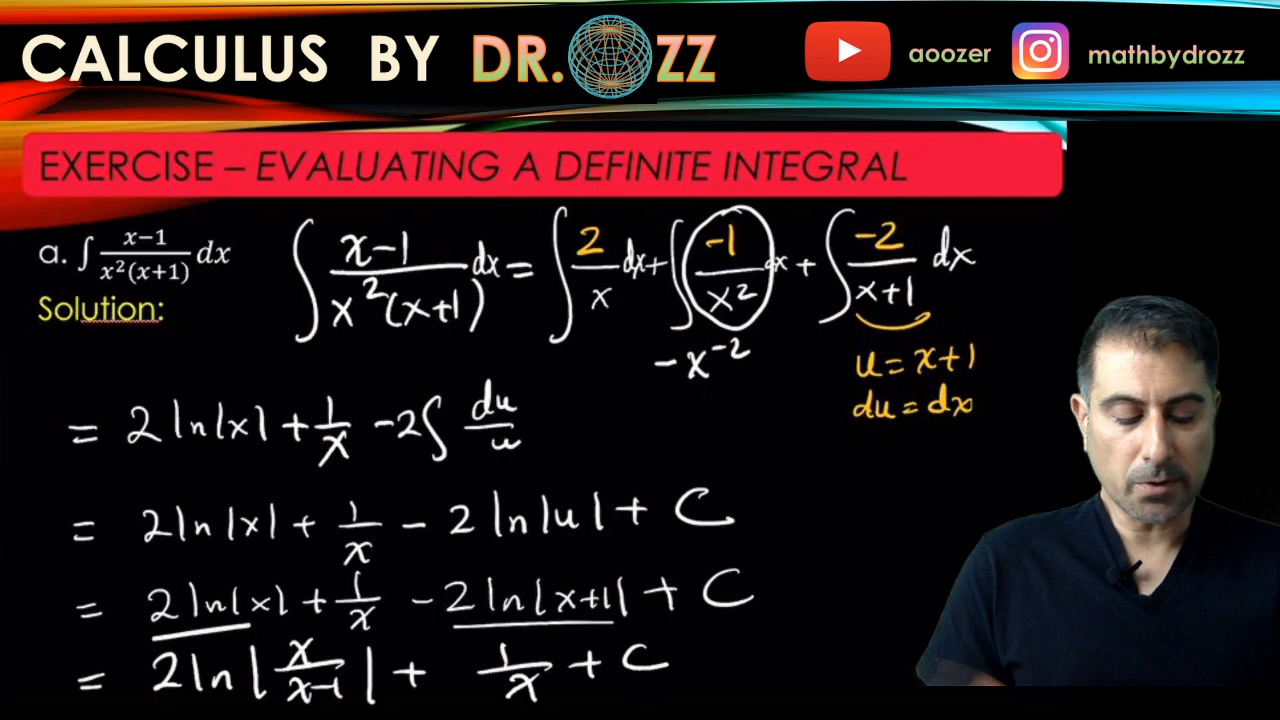 CALCULUS BY DR. OZZ
aoozer
mathbydrozz
EXERCISE – EVALUATING A DEFINITE INTEGRAL
a. ∫ (x−1)/(x²(x+1)) dx
Solution:
∫ (x−1)/(x²(x+1)) dx = ∫ 2/x dx + ∫ −1/x² dx + ∫ −2/(x+1) dx
−x⁻²
u = x+1
du = dx
= 2 ln|x| + 1/x − 2∫ du/u
= 2 ln|x| + 1/x − 2 ln|u| + C
= 2 ln|x| + 1/x − 2 ln|x+1| + C
= 2 ln|x/(x−1)| + 1/x + C